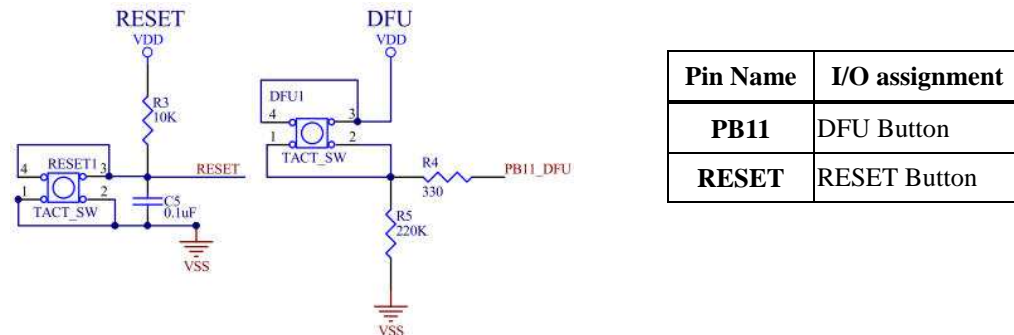 RESET
VDD
R3
10K
RESET1
4
3
1
2
TACT_SW
RESET
C5
0.1uF
VSS
DFU
VDD
DFU1
4
3
1
2
TACT_SW
R4
330
PB11_DFU
R5
220K
VSS
Pin Name I/O assignment
PB11 DFU Button
RESET RESET Button